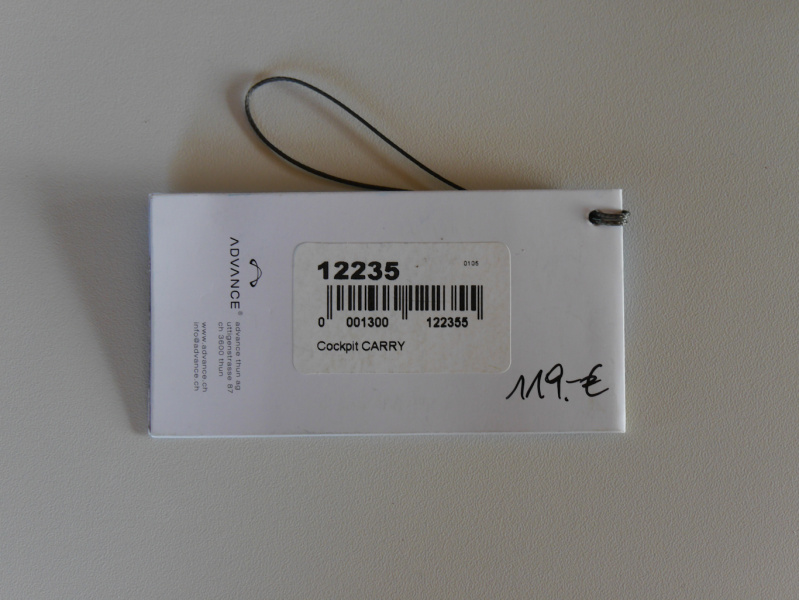 ADVANCE®
advance thun ag
uttigenstrasse 87
ch 3600 thun
www.advance.ch
info@advance.ch
12235
0106
0 001300 122355
Cockpit CARRY
119.-€